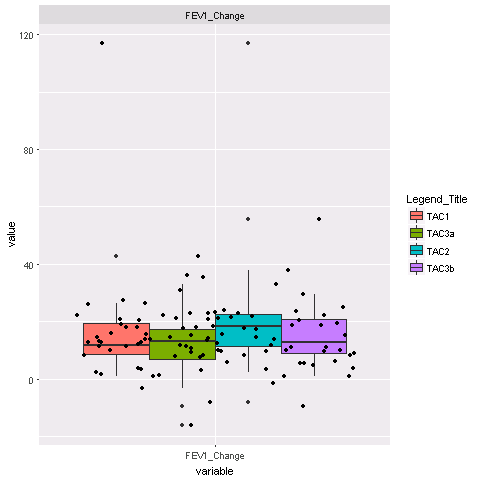 FEV1_Change
120
80
40
0
value
FEV1_Change
variable
Legend_Title
TAC1
TAC3a
TAC2
TAC3b